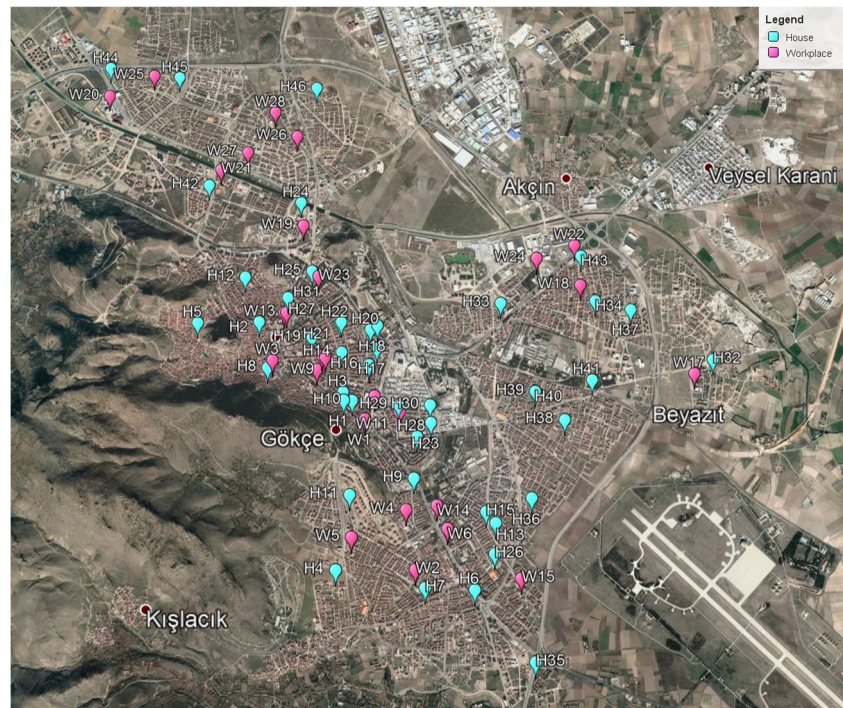 Legend
House
Workplace
H44
W25
H45
W20
H46
W28
W26
W27
W21
H42
Akçın
Veysel Karani
H24
W19
W22
H43
W24
H25
W23
H12
W18
H31
H33
H34
H37
H5
H2
W13
H27
H22
H20
H19
H21
W3
H14
H16
H18
H8
W9
H17
H32
W17
H41
H3
H39
H40
H10
H29
H30
H38
Beyazıt
H1
W11
H28
Gökçe
W1
H23
H9
H11
W4
W14
H15
H36
W5
W6
H13
H26
H4
W2
H7
H6
W15
Kışlacık
H35